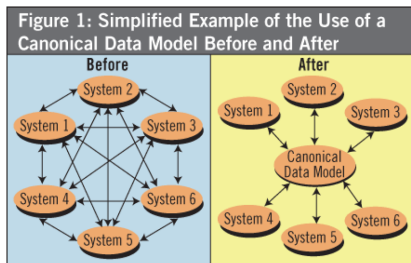 Figure 1: Simplified Example of the Use of a
Canonical Data Model Before and After
Before
System 2
System 1
System 3
System 4
System 6
System 5
After
System 2
System 1
System 3
Canonical
Data Model
System 4
System 6
System 5